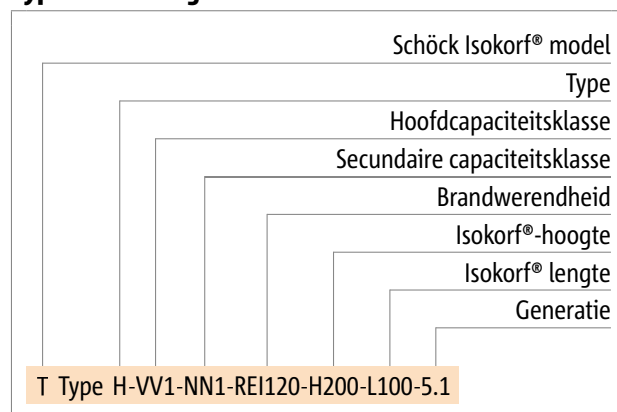 Schöck Isokorf® model
Type
Hoofdcapaciteitsklasse
Secundaire capaciteitsklasse
Brandwerendheid
Isokorf®-hoogte
Isokorf® lengte
Generatie
T Type H-VV1-NN1-REI120-H200-L100-5.1